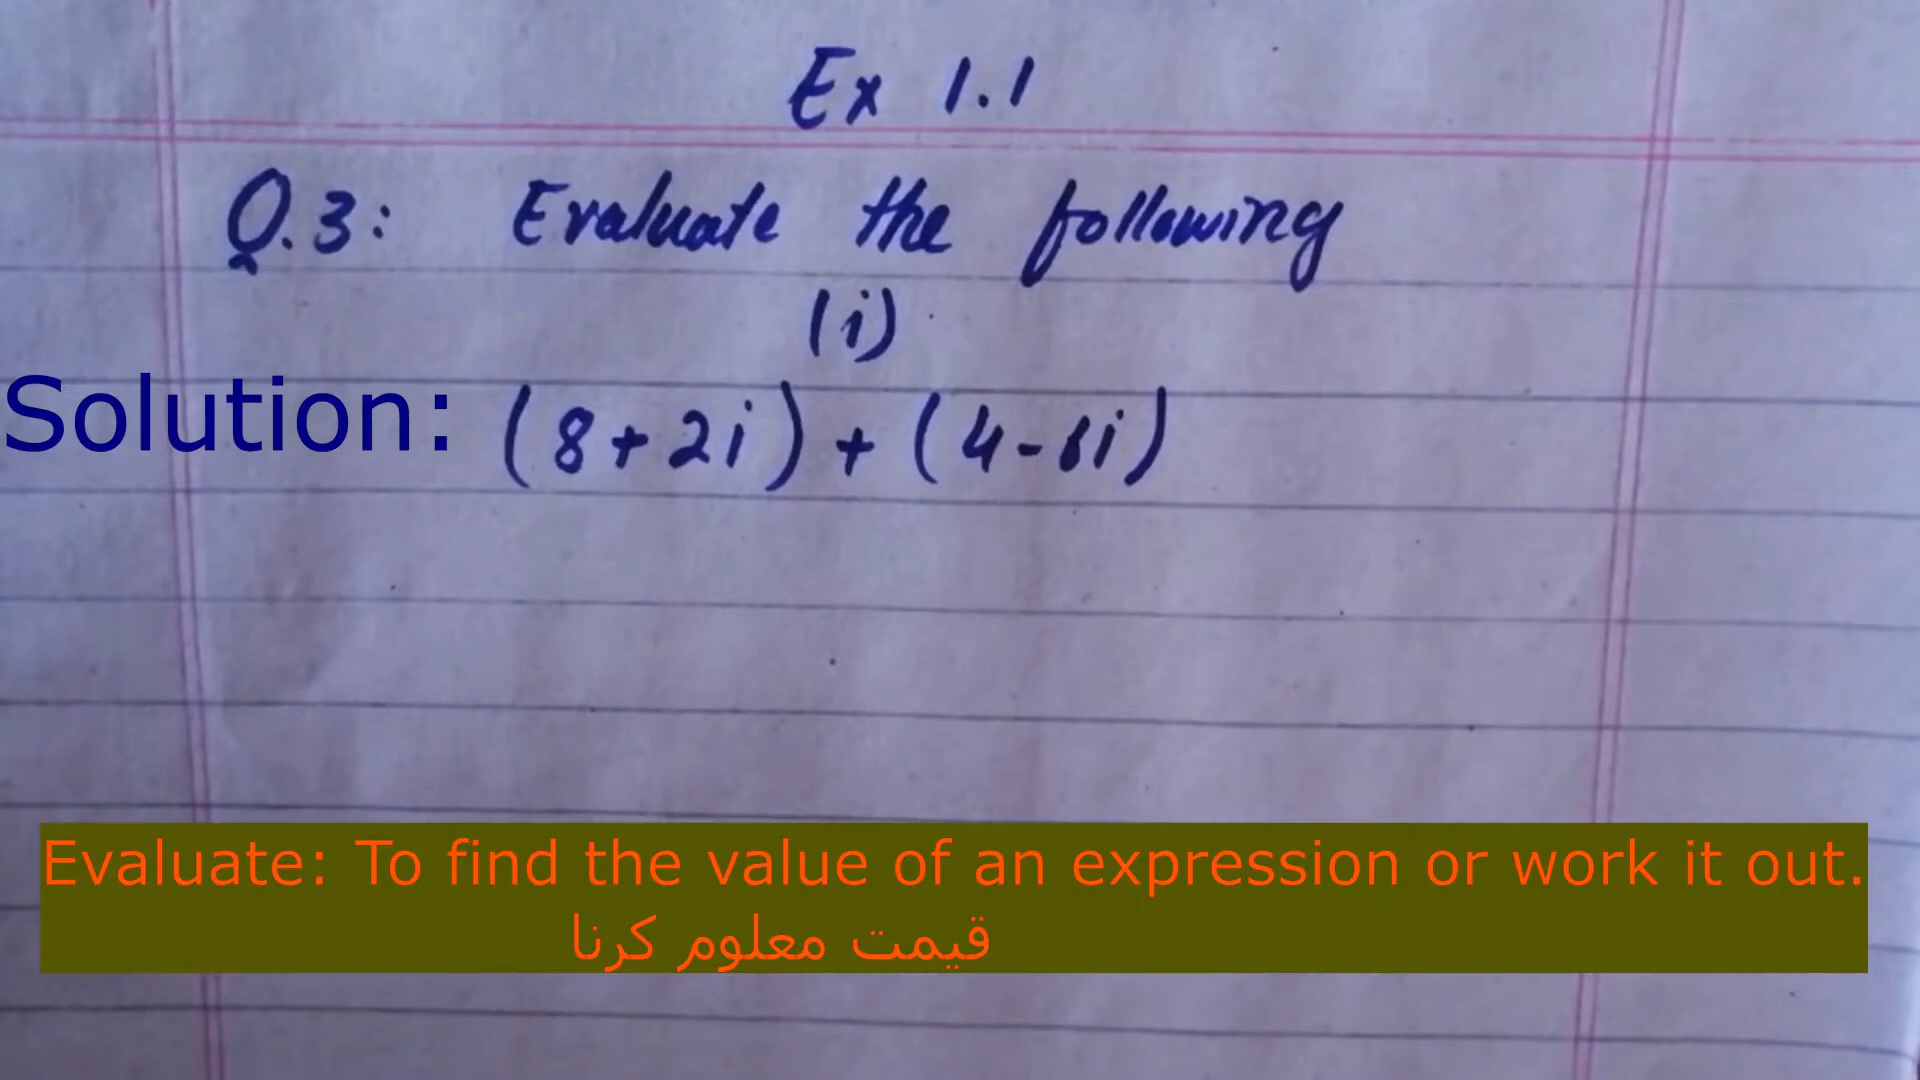 Ex 1.1
Q.3: Evaluate the following
(i)
Solution: (8+2i)+(4-6i)
Evaluate: To find the value of an expression or work it out.
قیمت معلوم کرنا